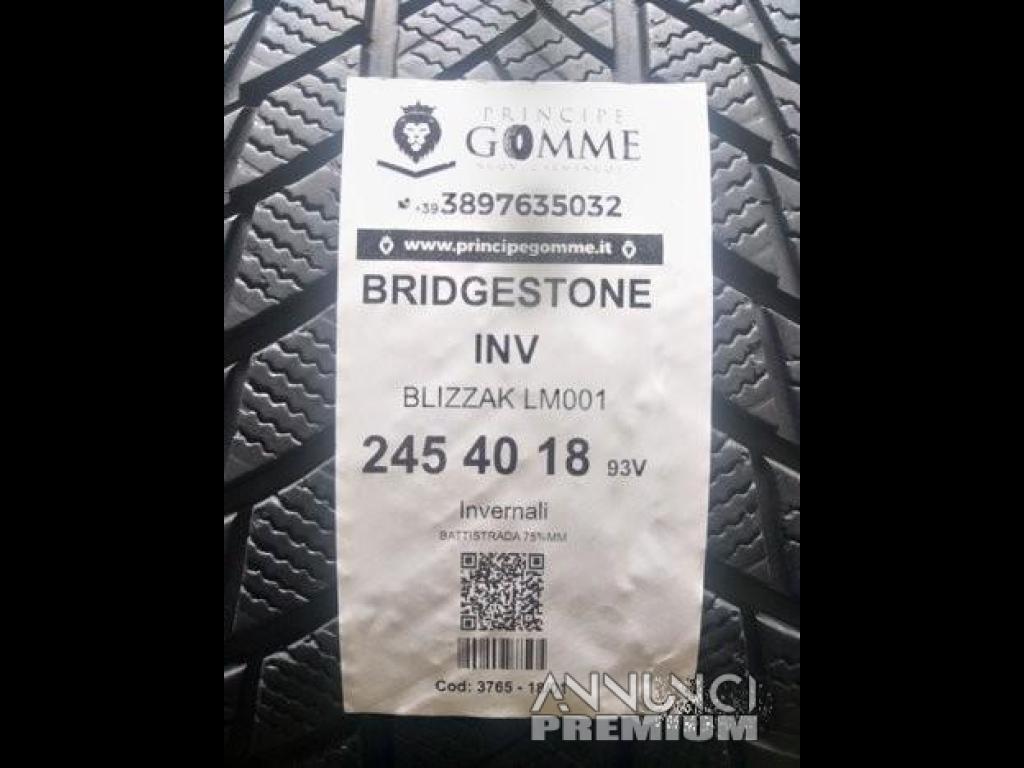 PRINCIPE
GOMME
+39 3897635032
www.principegomme.it
BRIDGESTONE
INV
BLIZZAK LM001
245 40 18 93V
Invernali
BATTISTRADA 75%MM
Cod: 3765 -
ANNUNCI
PREMIUM